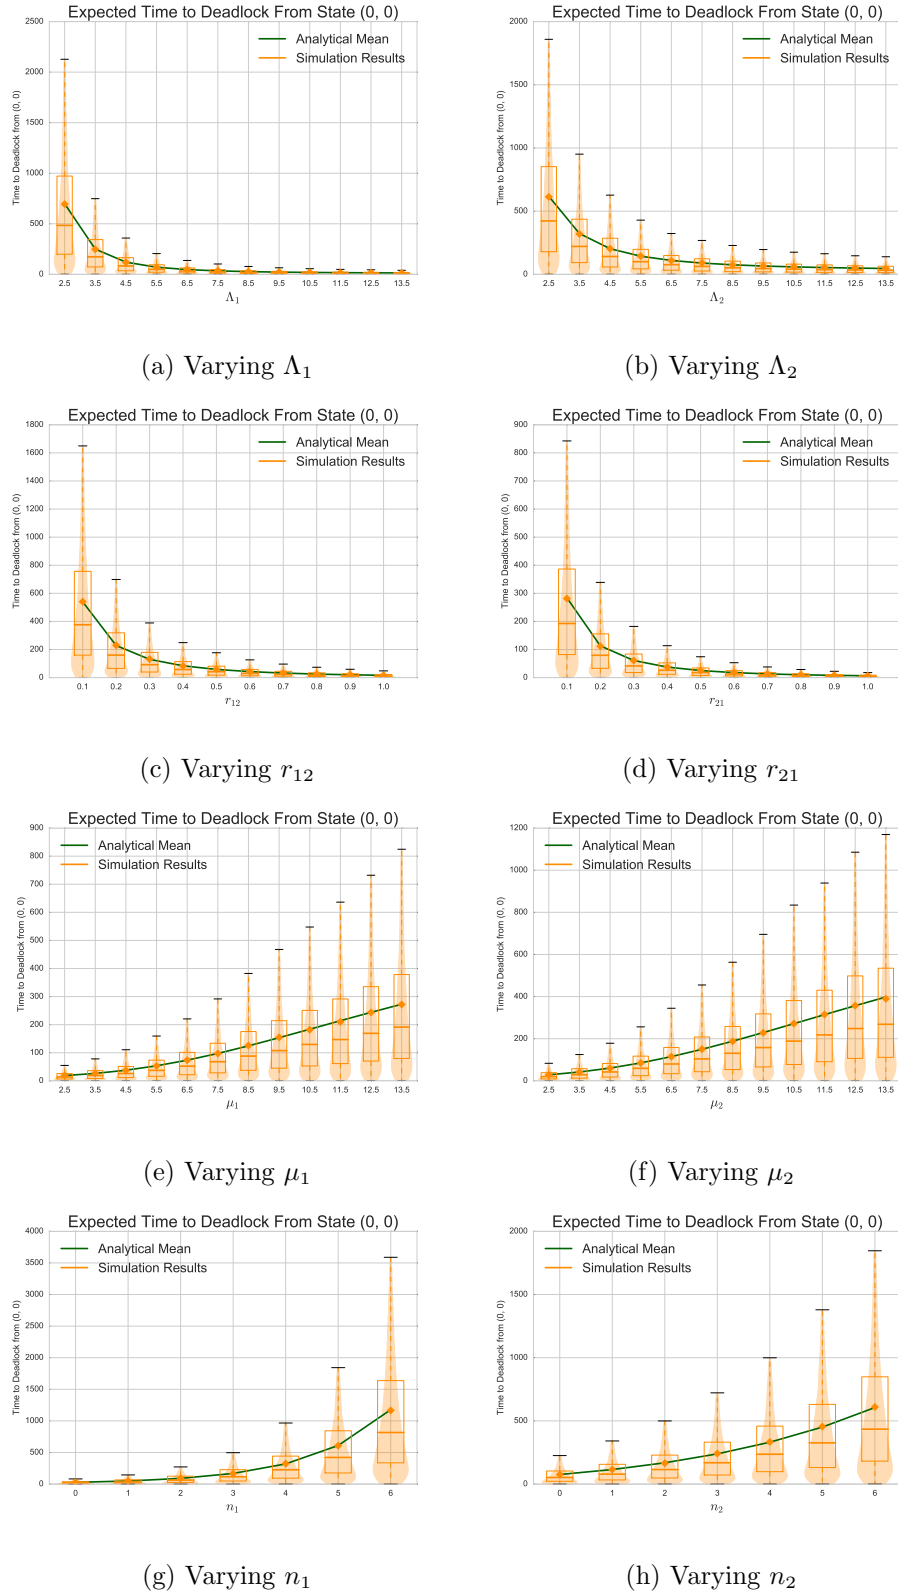 Expected Time to Deadlock From State (0, 0)
Time to Deadlock from (0, 0)
2500
2000
1500
1000
500
0
Analytical Mean
Simulation Results
2.5 3.5 4.5 5.5 6.5 7.5 8.5 9.5 10.5 11.5 12.5 13.5
Λ₁
(a) Varying Λ₁
Expected Time to Deadlock From State (0, 0)
Time to Deadlock from (0, 0)
2000
1500
1000
500
0
Analytical Mean
Simulation Results
2.5 3.5 4.5 5.5 6.5 7.5 8.5 9.5 10.5 11.5 12.5 13.5
Λ₂
(b) Varying Λ₂
Expected Time to Deadlock From State (0, 0)
Time to Deadlock from (0, 0)
1800
1600
1400
1200
1000
800
600
400
200
0
Analytical Mean
Simulation Results
0.1 0.2 0.3 0.4 0.5 0.6 0.7 0.8 0.9 1.0
r₁₂
(c) Varying r₁₂
Expected Time to Deadlock From State (0, 0)
Time to Deadlock from (0, 0)
900
800
700
600
500
400
300
200
100
0
Analytical Mean
Simulation Results
0.1 0.2 0.3 0.4 0.5 0.6 0.7 0.8 0.9 1.0
r₂₁
(d) Varying r₂₁
Expected Time to Deadlock From State (0, 0)
Time to Deadlock from (0, 0)
900
800
700
600
500
400
300
200
100
0
Analytical Mean
Simulation Results
2.5 3.5 4.5 5.5 6.5 7.5 8.5 9.5 10.5 11.5 12.5 13.5
μ₁
(e) Varying μ₁
Expected Time to Deadlock From State (0, 0)
Time to Deadlock from (0, 0)
1200
1000
800
600
400
200
0
Analytical Mean
Simulation Results
2.5 3.5 4.5 5.5 6.5 7.5 8.5 9.5 10.5 11.5 12.5 13.5
μ₂
(f) Varying μ₂
Expected Time to Deadlock From State (0, 0)
Time to Deadlock from (0, 0)
4000
3500
3000
2500
2000
1500
1000
500
0
Analytical Mean
Simulation Results
0 1 2 3 4 5 6
n₁
(g) Varying n₁
Expected Time to Deadlock From State (0, 0)
Time to Deadlock from (0, 0)
2000
1500
1000
500
0
Analytical Mean
Simulation Results
0 1 2 3 4 5 6
n₂
(h) Varying n₂